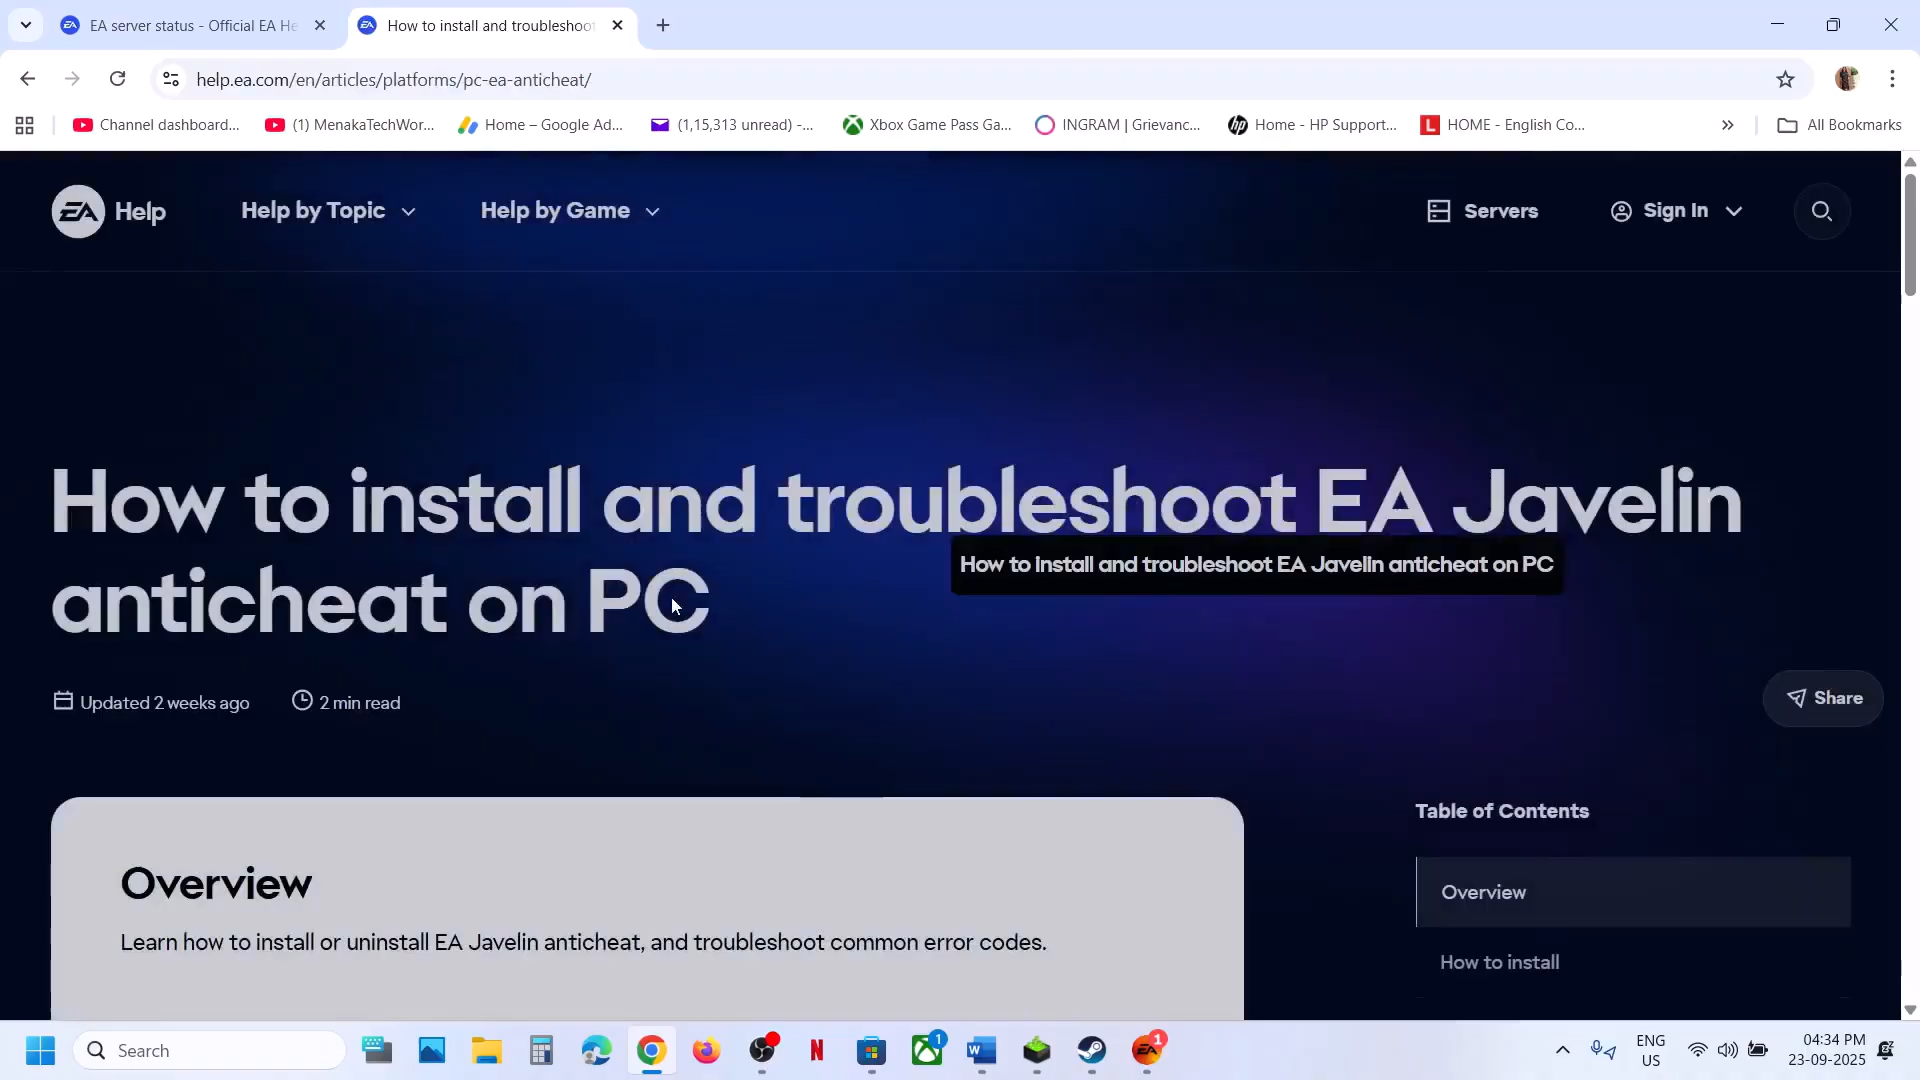 EA server status - Official EA He
How to install and troubleshoot
help.ea.com/en/articles/platforms/pc-ea-anticheat/
Channel dashboard...
(1) MenakaTechWor...
Home – Google Ad...
(1,15,313 unread) -...
Xbox Game Pass Ga...
INGRAM | Grievanc...
Home - HP Support...
HOME - English Co...
All Bookmarks
EA Help
Help by Topic
Help by Game
Servers
Sign In
How to install and troubleshoot EA Javelin
anticheat on PC
How to install and troubleshoot EA Javelin anticheat on PC
Updated 2 weeks ago
2 min read
Share
Table of Contents
Overview
Learn how to install or uninstall EA Javelin anticheat, and troubleshoot common error codes.
Overview
How to install
Search
1
1
ENG
US
04:34 PM
23-09-2025